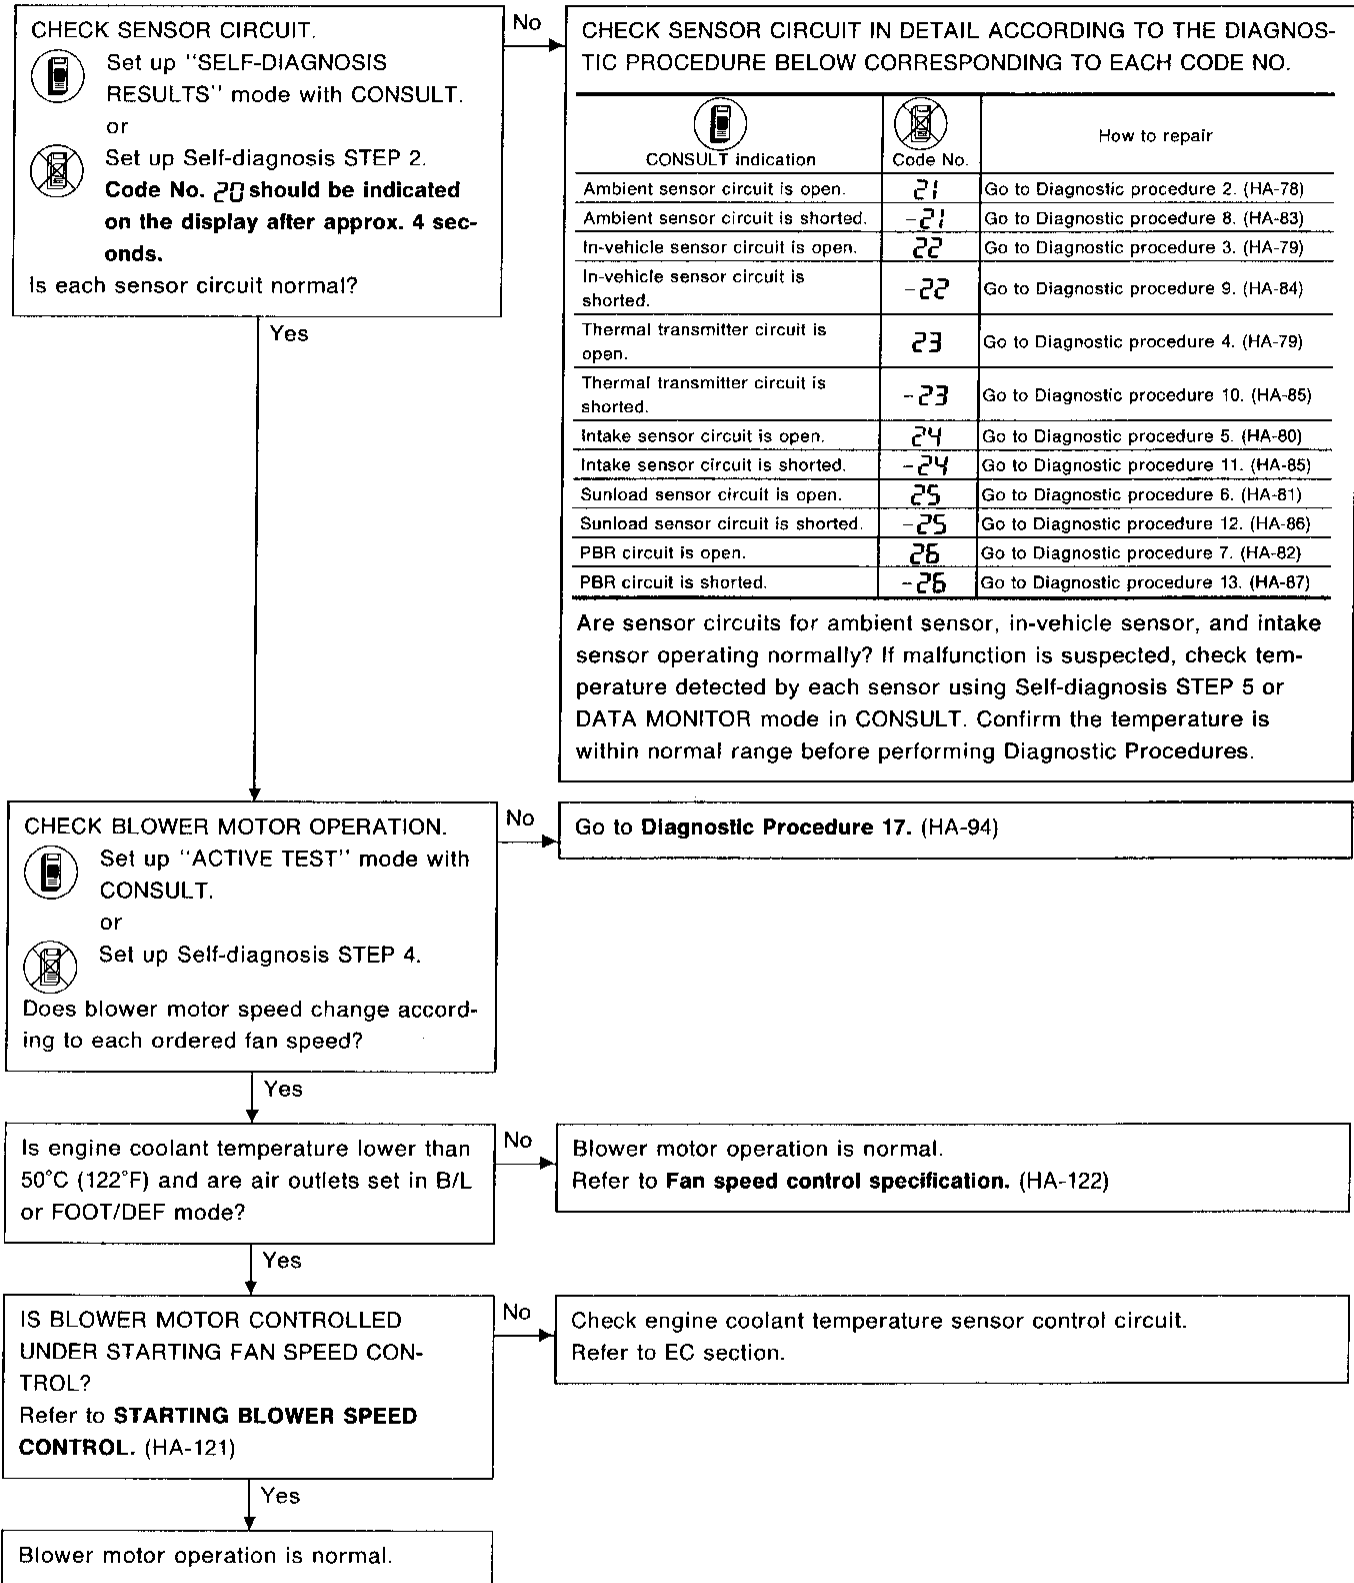 CHECK SENSOR CIRCUIT.
Set up "SELF-DIAGNOSIS
RESULTS" mode with CONSULT.
or
Set up Self-diagnosis STEP 2.
Code No. 20 should be indicated
on the display after approx. 4 sec-
onds.
Is each sensor circuit normal?
No
CHECK SENSOR CIRCUIT IN DETAIL ACCORDING TO THE DIAGNOS-
TIC PROCEDURE BELOW CORRESPONDING TO EACH CODE NO.
CONSULT indication Code No. How to repair
Ambient sensor circuit is open. 21 Go to Diagnostic procedure 2. (HA-78)
Ambient sensor circuit is shorted. -21 Go to Diagnostic procedure 8. (HA-83)
In-vehicle sensor circuit is open. 22 Go to Diagnostic procedure 3. (HA-79)
In-vehicle sensor circuit is
shorted. -22 Go to Diagnostic procedure 9. (HA-84)
Thermal transmitter circuit is
open. 23 Go to Diagnostic procedure 4. (HA-79)
Thermal transmitter circuit is
shorted. -23 Go to Diagnostic procedure 10. (HA-85)
Intake sensor circuit is open. 24 Go to Diagnostic procedure 5. (HA-80)
Intake sensor circuit is shorted. -24 Go to Diagnostic procedure 11. (HA-85)
Sunload sensor circuit is open. 25 Go to Diagnostic procedure 6. (HA-81)
Sunload sensor circuit is shorted. -25 Go to Diagnostic procedure 12. (HA-86)
PBR circuit is open. 26 Go to Diagnostic procedure 7. (HA-82)
PBR circuit is shorted. -26 Go to Diagnostic procedure 13. (HA-87)
Are sensor circuits for ambient sensor, in-vehicle sensor, and intake
sensor operating normally? If malfunction is suspected, check tem-
perature detected by each sensor using Self-diagnosis STEP 5 or
DATA MONITOR mode in CONSULT. Confirm the temperature is
within normal range before performing Diagnostic Procedures.
Yes
CHECK BLOWER MOTOR OPERATION.
Set up "ACTIVE TEST" mode with
CONSULT.
or
Set up Self-diagnosis STEP 4.
Does blower motor speed change accord-
ing to each ordered fan speed?
No
Go to Diagnostic Procedure 17. (HA-94)
Yes
Is engine coolant temperature lower than
50°C (122°F) and are air outlets set in B/L
or FOOT/DEF mode?
No
Blower motor operation is normal.
Refer to Fan speed control specification. (HA-122)
Yes
IS BLOWER MOTOR CONTROLLED
UNDER STARTING FAN SPEED CON-
TROL?
Refer to STARTING BLOWER SPEED
CONTROL. (HA-121)
No
Check engine coolant temperature sensor control circuit.
Refer to EC section.
Yes
Blower motor operation is normal.